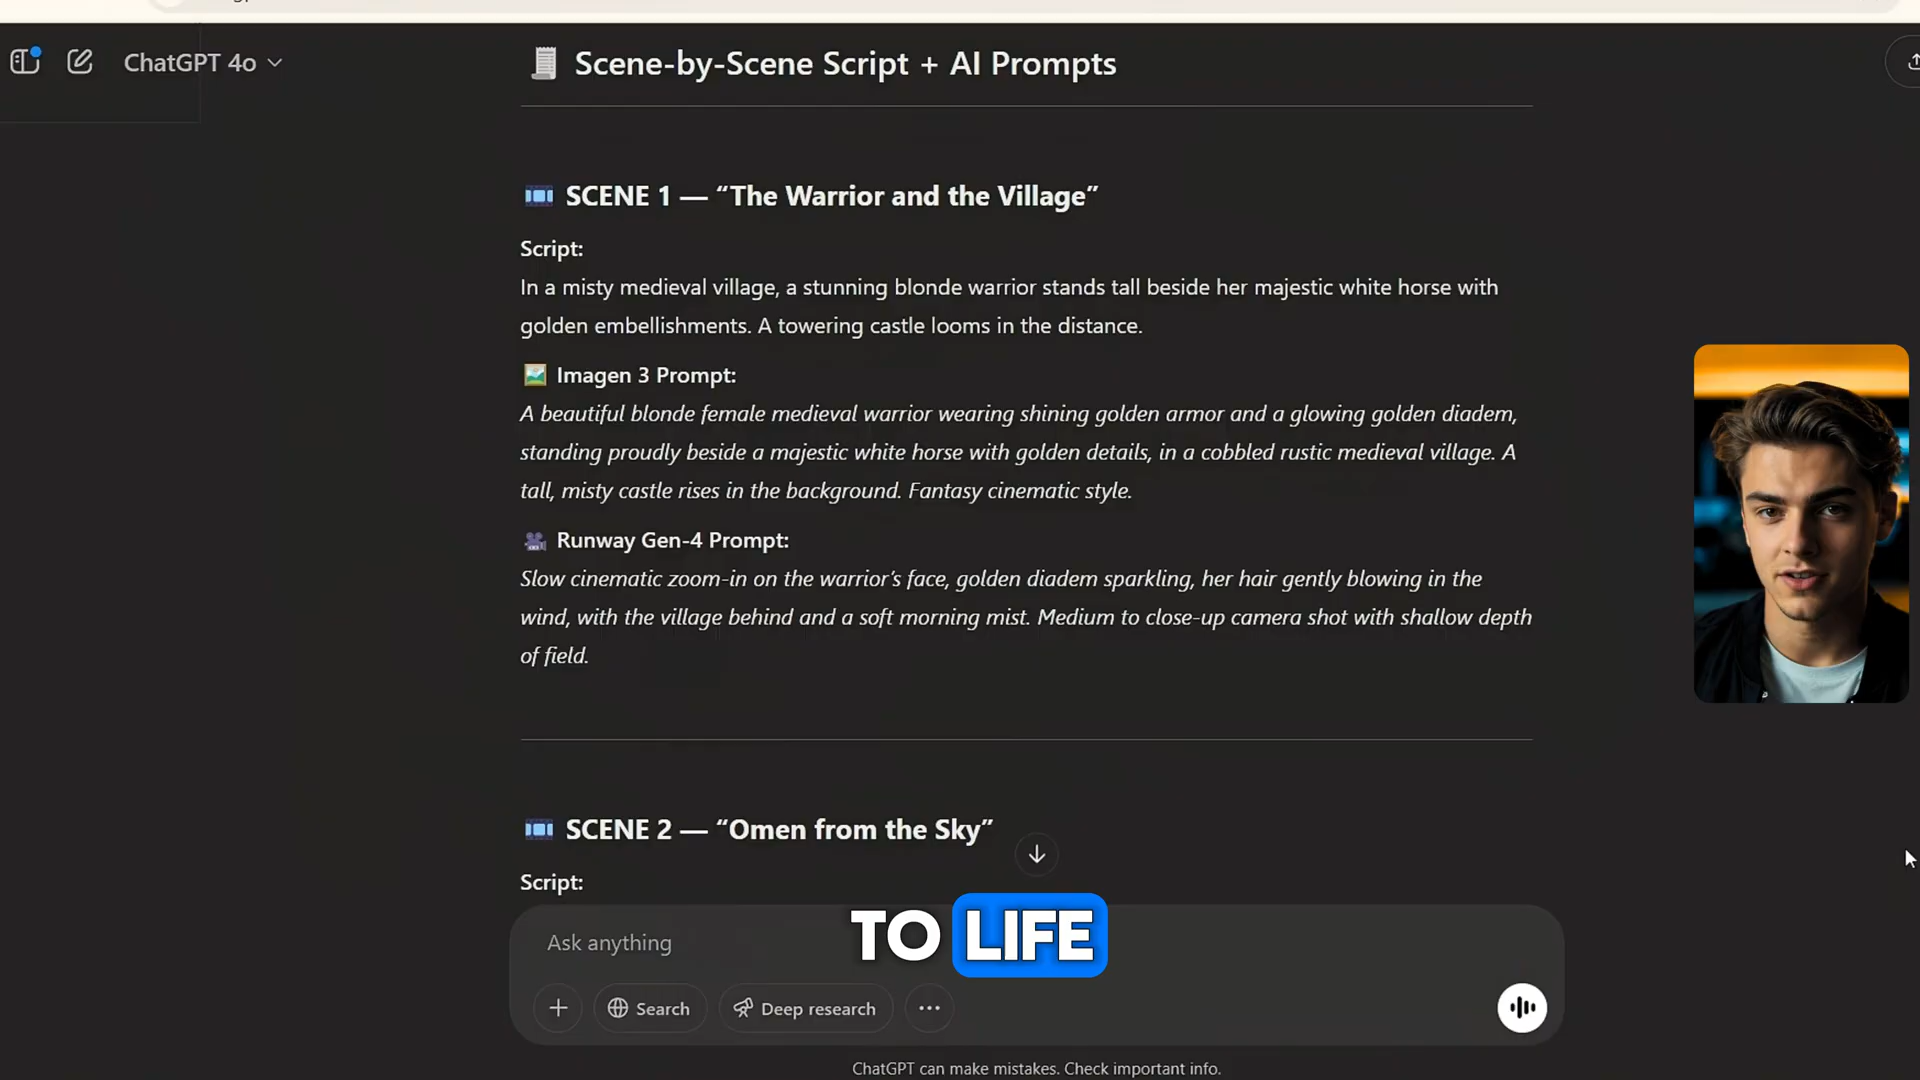 ChatGPT 4o
Scene-by-Scene Script + AI Prompts
SCENE 1 — “The Warrior and the Village”
Script:
In a misty medieval village, a stunning blonde warrior stands tall beside her majestic white horse with
golden embellishments. A towering castle looms in the distance.
Imagen 3 Prompt:
A beautiful blonde female medieval warrior wearing shining golden armor and a glowing golden diadem,
standing proudly beside a majestic white horse with golden details, in a cobbled rustic medieval village. A
tall, misty castle rises in the background. Fantasy cinematic style.
Runway Gen-4 Prompt:
Slow cinematic zoom-in on the warrior’s face, golden diadem sparkling, her hair gently blowing in the
wind, with the village behind and a soft morning mist. Medium to close-up camera shot with shallow depth
of field.
SCENE 2 — “Omen from the Sky”
Script:
TO LIFE
Ask anything
Search
Deep research
ChatGPT can make mistakes. Check important info.